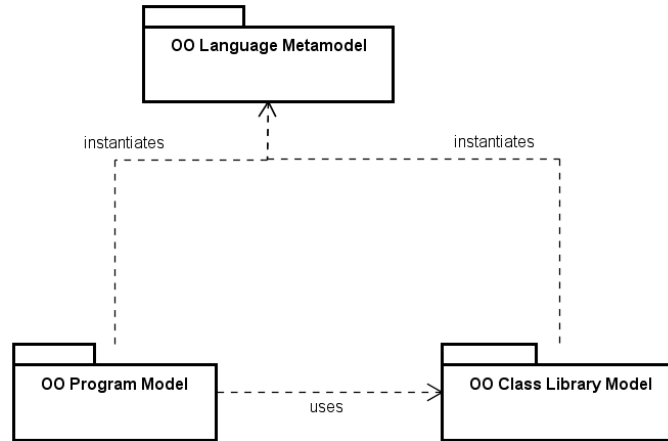 OO Language Metamodel
instantiates
instantiates
OO Program Model
OO Class Library Model
uses